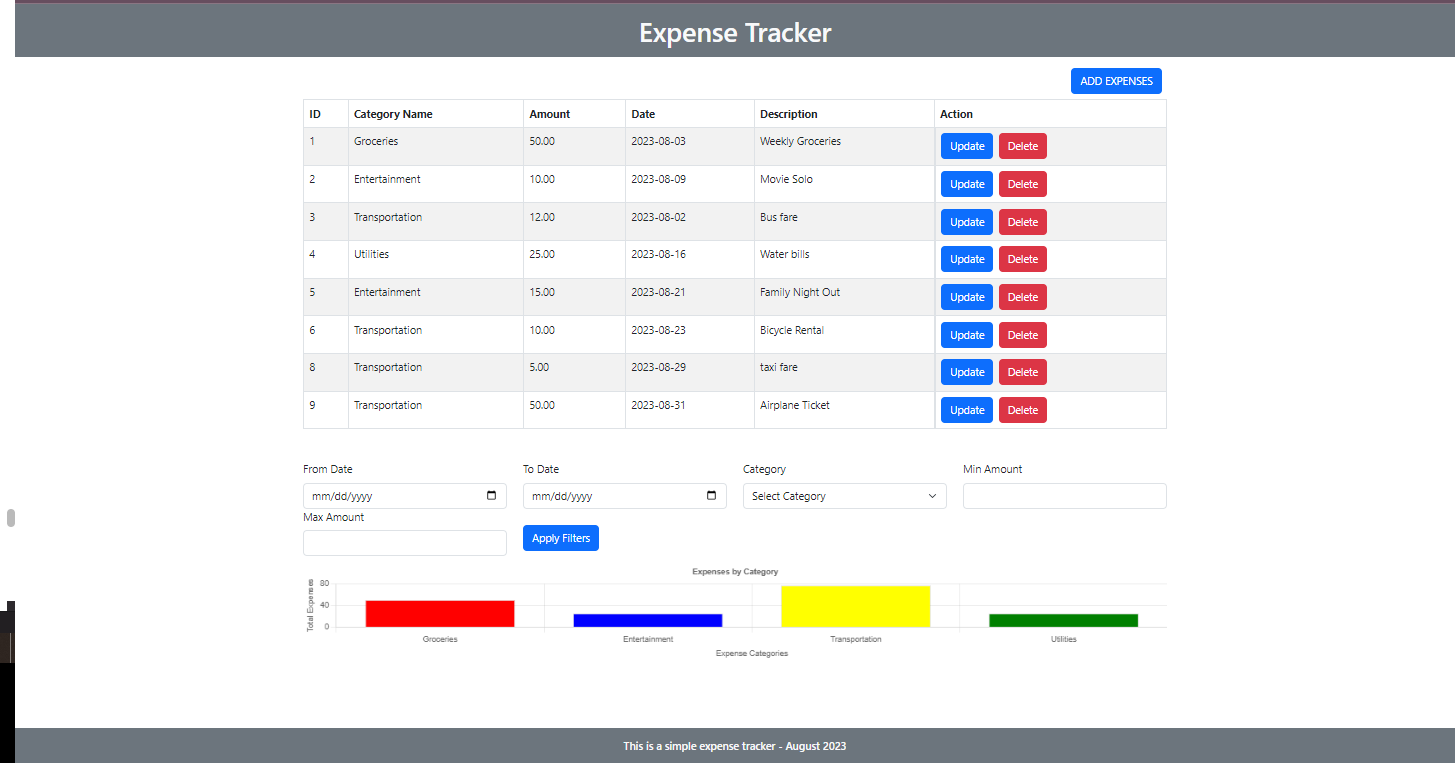 Expense Tracker
ADD EXPENSES
ID Category Name Amount Date Description Action
1 Groceries 50.00 2023-08-03 Weekly Groceries Update Delete
2 Entertainment 10.00 2023-08-09 Movie Solo Update Delete
3 Transportation 12.00 2023-08-02 Bus fare Update Delete
4 Utilities 25.00 2023-08-16 Water bills Update Delete
5 Entertainment 15.00 2023-08-21 Family Night Out Update Delete
6 Transportation 10.00 2023-08-23 Bicycle Rental Update Delete
8 Transportation 5.00 2023-08-29 taxi fare Update Delete
9 Transportation 50.00 2023-08-31 Airplane Ticket Update Delete
From Date To Date Category Min Amount
mm/dd/yyyy mm/dd/yyyy Select Category
Max Amount
Apply Filters
Expenses by Category
Total Expenses
80
40
0
Groceries Entertainment Transportation Utilities
Expense Categories
This is a simple expense tracker - August 2023